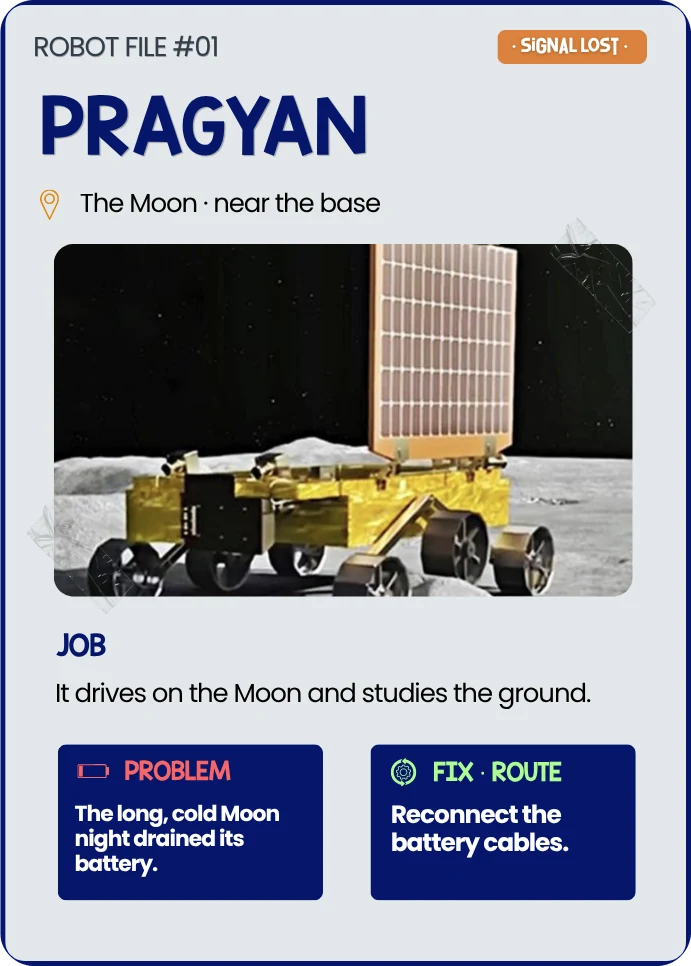 ROBOT FILE #01
· SIGNAL LOST ·
PRAGYAN
The Moon · near the base
JOB
It drives on the Moon and studies the ground.
PROBLEM
The long, cold Moon
night drained its
battery.
FIX · ROUTE
Reconnect the
battery cables.